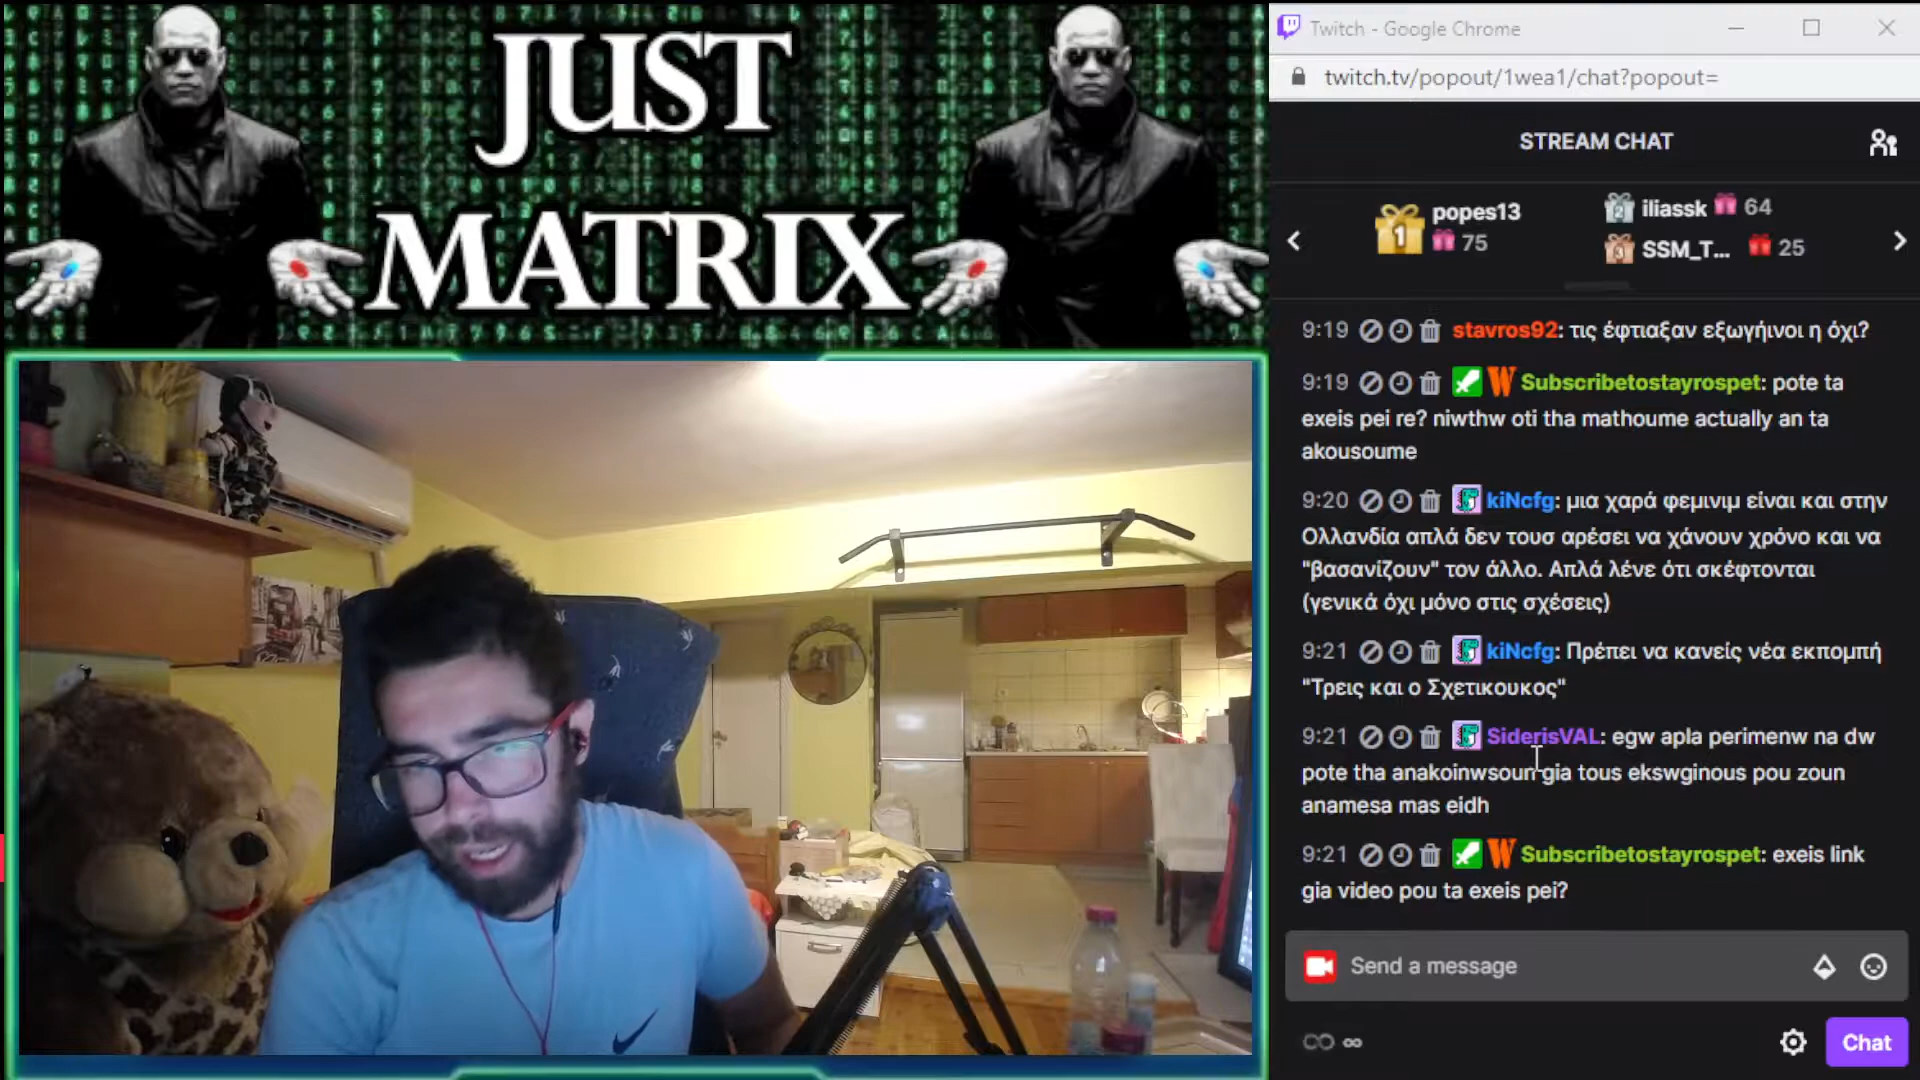 JUST
MATRIX
Twitch - Google Chrome
twitch.tv/popout/1wea1/chat?popout=
STREAM CHAT
1 popes13
75
2 iliassk 64
3 SSM_T... 25
9:19 stavros92: τις έφτιαξαν εξωγήινοι η όχι?
9:19 Subscribetostayrospet: pote ta
exeis pei re? niwthw oti tha mathoume actually an ta
akousoume
9:20 kiNcfg: μια χαρά φεμινιμ είναι και στην
Ολλανδία απλά δεν τουσ αρέσει να χάνουν χρόνο και να
"βασανίζουν" τον άλλο. Απλά λένε ότι σκέφτονται
(γενικά όχι μόνο στις σχέσεις)
9:21 kiNcfg: Πρέπει να κανείς νέα εκπομπή
"Τρεις και ο Σχετικουκος"
9:21 SiderisVAL: egw apla perimenw na dw
pote tha anakoinwsoun gia tous ekswginous pou zoun
anamesa mas eidh
9:21 Subscribetostayrospet: exeis link
gia video pou ta exeis pei?
Send a message
Chat